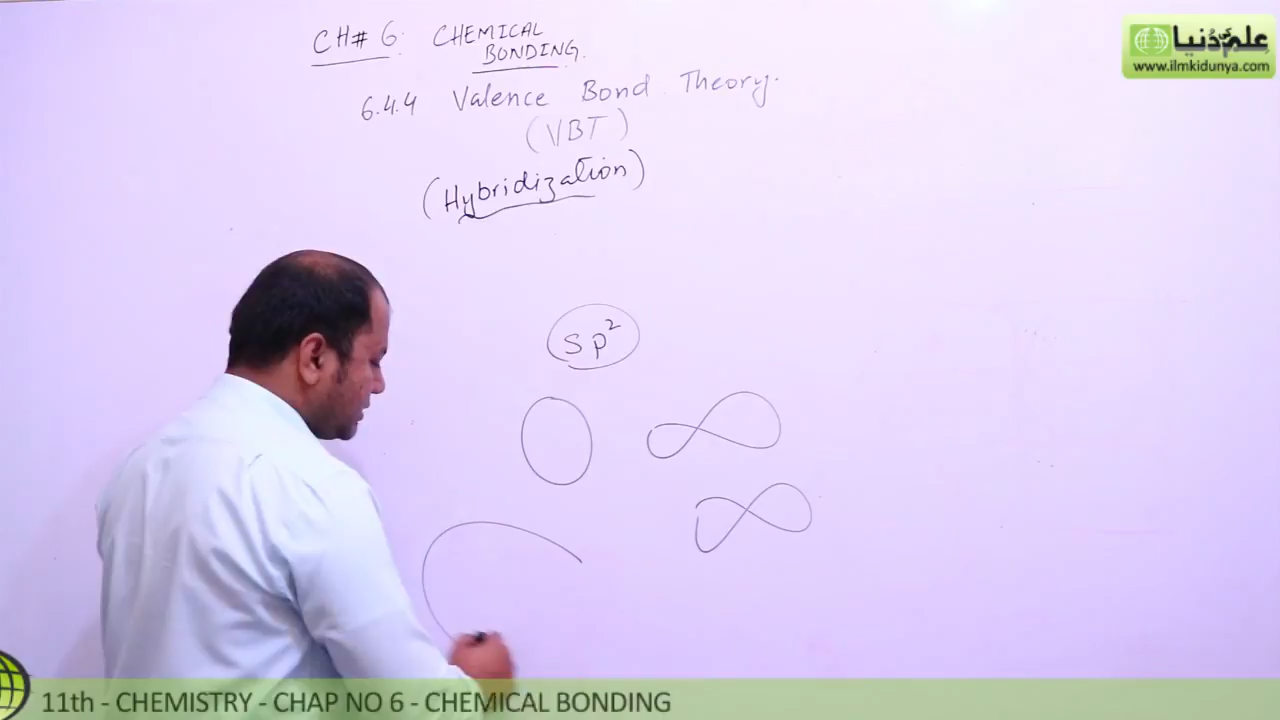 CH# 6. CHEMICAL
BONDING.
6.4.4 Valence Bond Theory.
(VBT)
(Hybridization)
sp²
علم کی دنیا
www.ilmkidunya.com
11th - CHEMISTRY - CHAP NO 6 - CHEMICAL BONDING